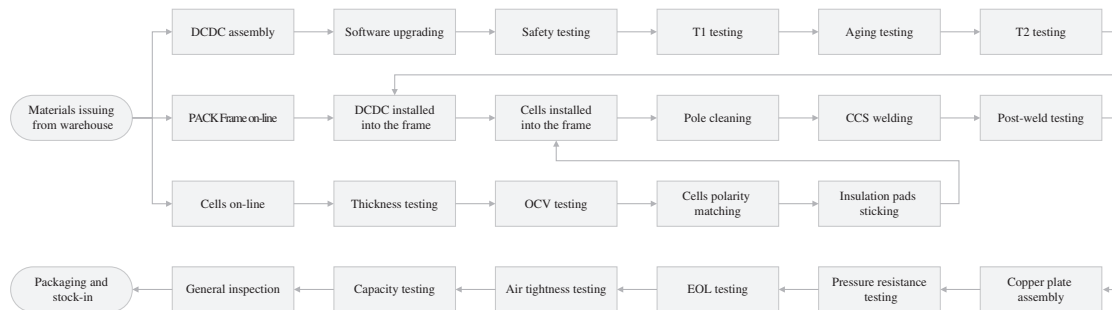 DCDC assembly
Software upgrading
Safety testing
T1 testing
Aging testing
T2 testing
Materials issuing
from warehouse
PACK Frame on-line
DCDC installed
into the frame
Cells installed
into the frame
Pole cleaning
CCS welding
Post-weld testing
Cells on-line
Thickness testing
OCV testing
Cells polarity
matching
Insulation pads
sticking
Packaging and
stock-in
General inspection
Capacity testing
Air tightness testing
EOL testing
Pressure resistance
testing
Copper plate
assembly